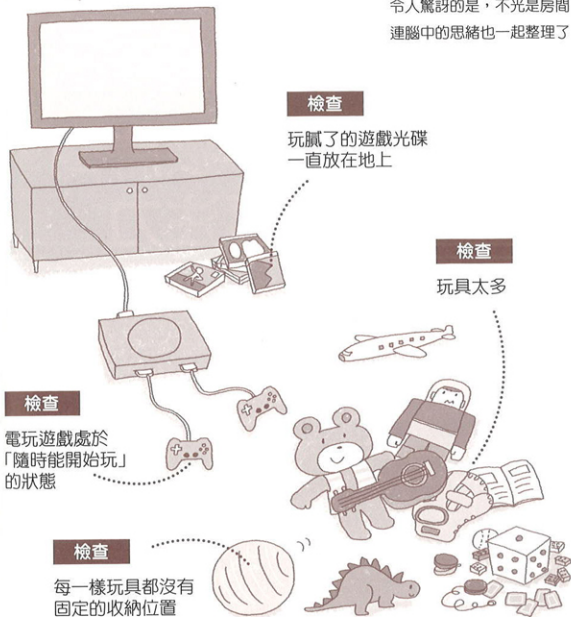 令人驚訝的是，不光是房間
連腦中的思緒也一起整理了
檢查
玩膩了的遊戲光碟
一直放在地上
檢查
玩具太多
檢查
電玩遊戲處於
「隨時能開始玩」
的狀態
檢查
每一樣玩具都沒有
固定的收納位置